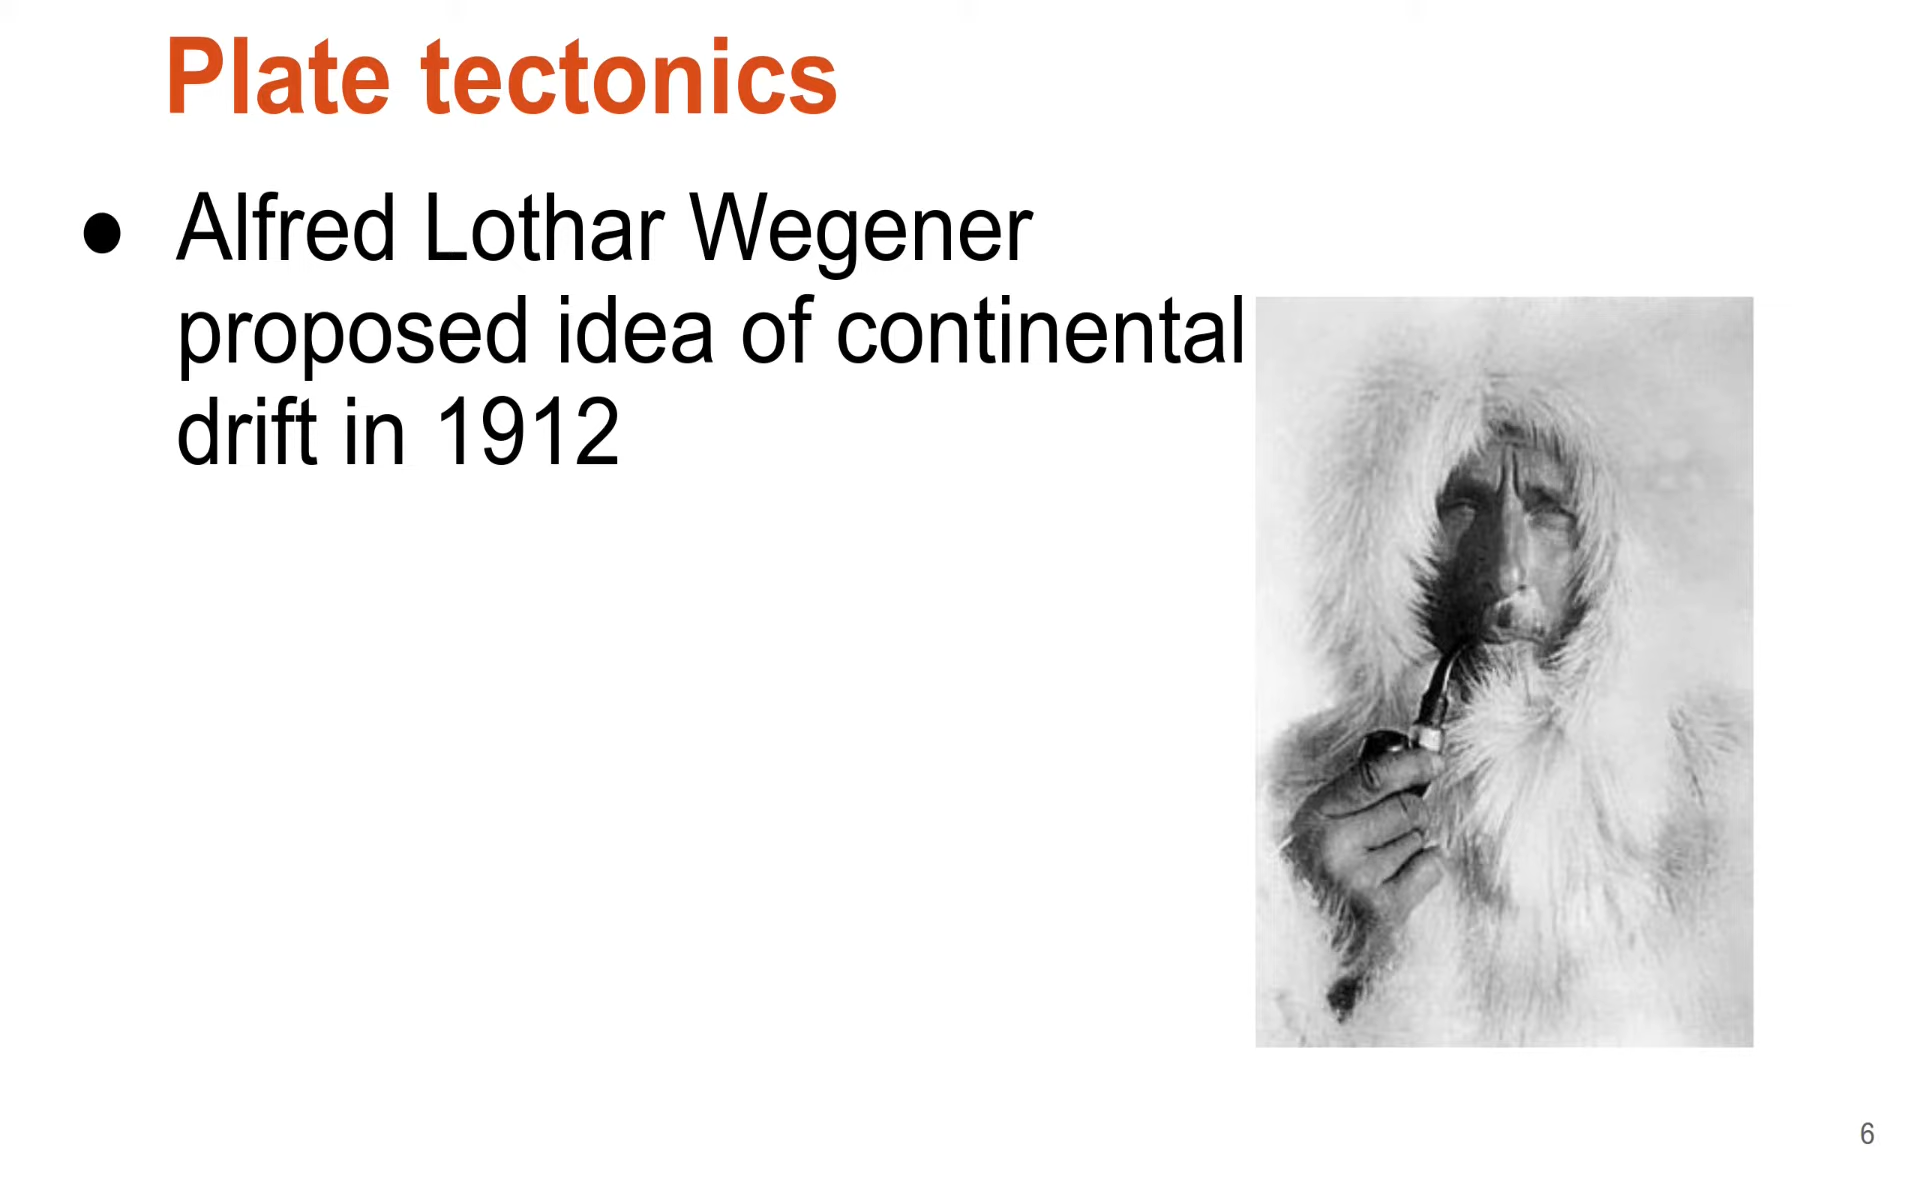 Plate tectonics
● Alfred Lothar Wegener
proposed idea of continental
drift in 1912
6